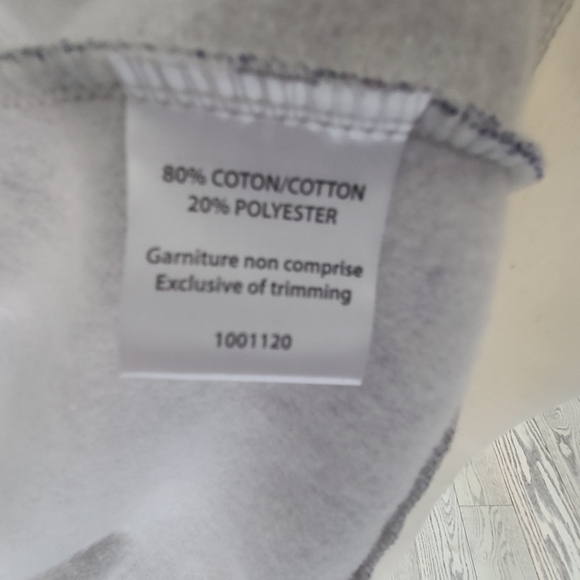 80% COTON/COTTON
20% POLYESTER
Garniture non comprise
Exclusive of trimming
1001120